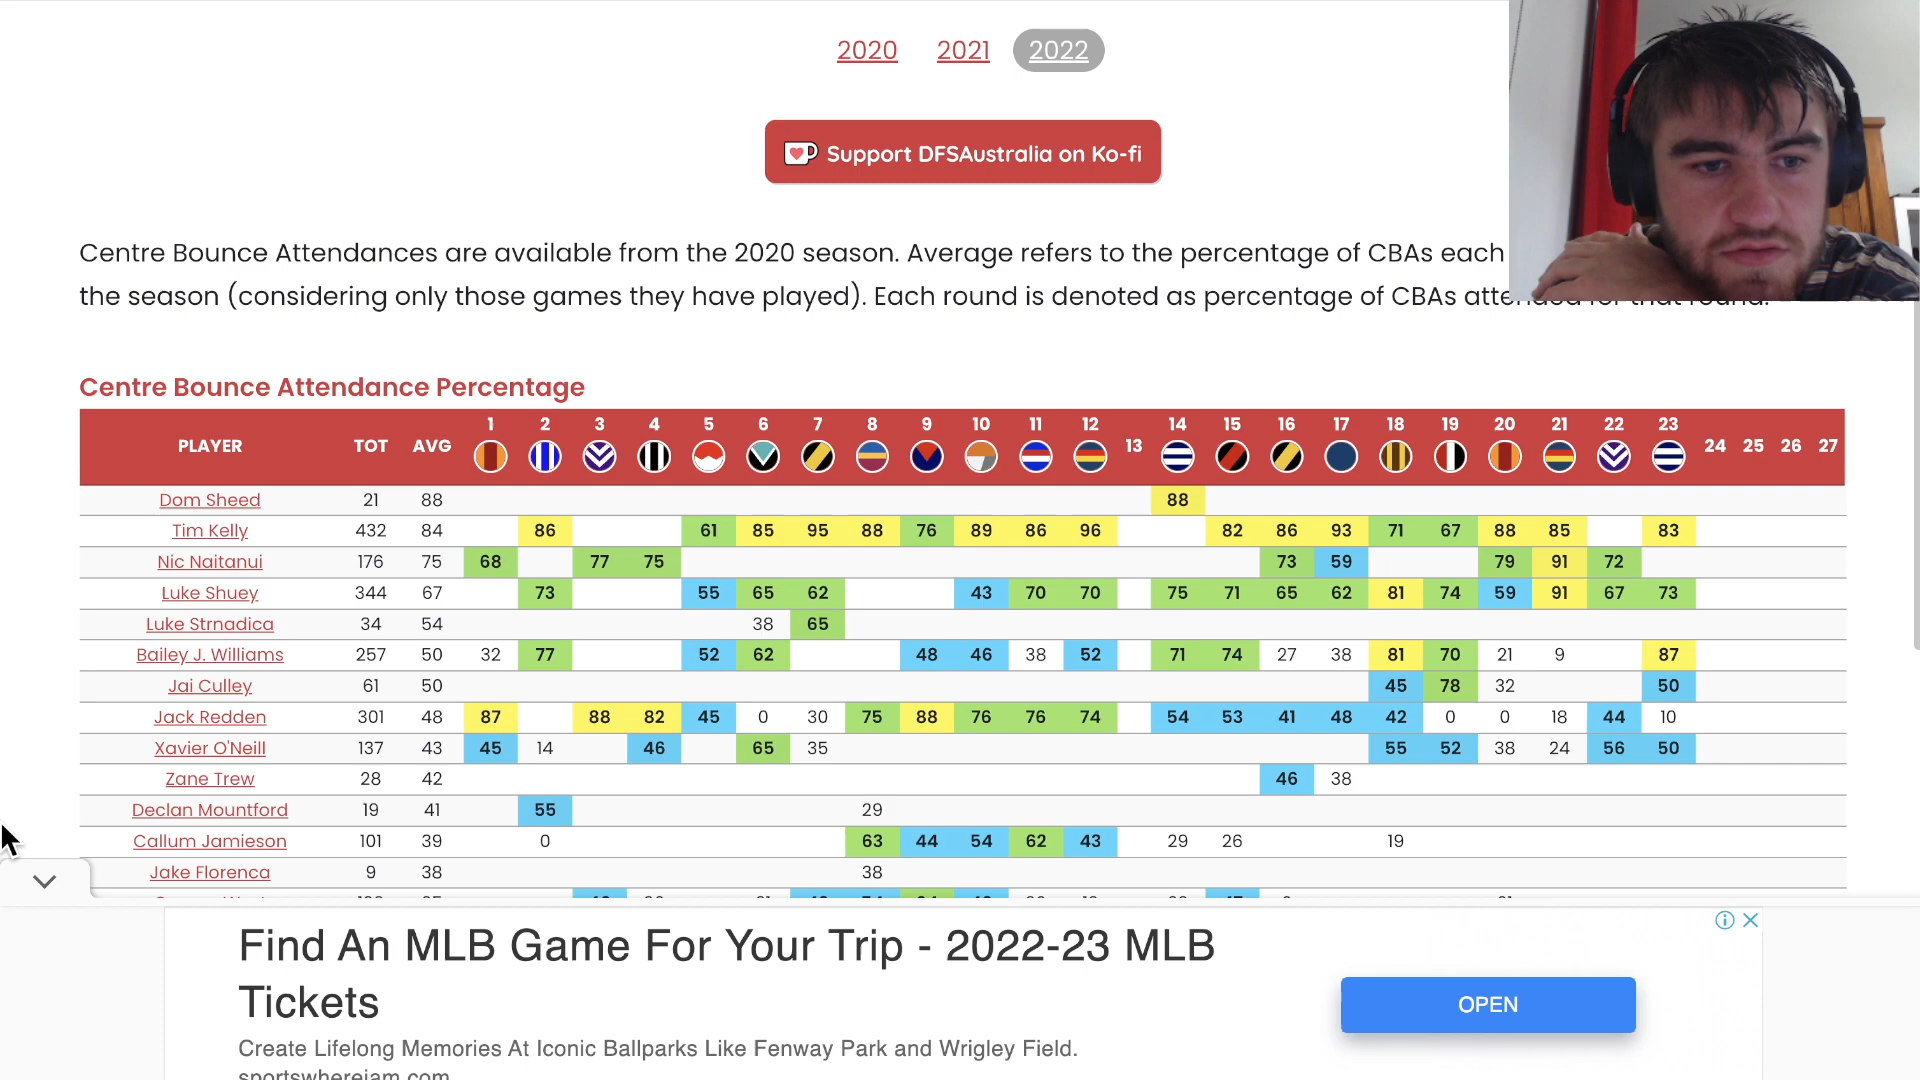 2020 2021 2022
Support DFSAustralia on Ko-fi
Centre Bounce Attendances are available from the 2020 season. Average refers to the percentage of CBAs each
the season (considering only those games they have played). Each round is denoted as percentage of CBAs attended for that round.
Centre Bounce Attendance Percentage
PLAYER TOT AVG 1 2 3 4 5 6 7 8 9 10 11 12 13 14 15 16 17 18 19 20 21 22 23 24 25 26 27
Dom Sheed 21 88 88
Tim Kelly 432 84 86 61 85 95 88 76 89 86 96 82 86 93 71 67 88 85 83
Nic Naitanui 176 75 68 77 75 73 59 79 91 72
Luke Shuey 344 67 73 55 65 62 43 70 70 75 71 65 62 81 74 59 91 67 73
Luke Strnadica 34 54 38 65
Bailey J. Williams 257 50 32 77 52 62 48 46 38 52 71 74 27 38 81 70 21 9 87
Jai Culley 61 50 45 78 32 50
Jack Redden 301 48 87 88 82 45 0 30 75 88 76 76 74 54 53 41 48 42 0 0 18 44 10
Xavier O'Neill 137 43 45 14 46 65 35 55 52 38 24 56 50
Zane Trew 28 42 46 38
Declan Mountford 19 41 55 29
Callum Jamieson 101 39 0 63 44 54 62 43 29 26 19
Jake Florenca 9 38 38
Find An MLB Game For Your Trip - 2022-23 MLB
Tickets
OPEN
Create Lifelong Memories At Iconic Ballparks Like Fenway Park and Wrigley Field.
sportswherejam.com